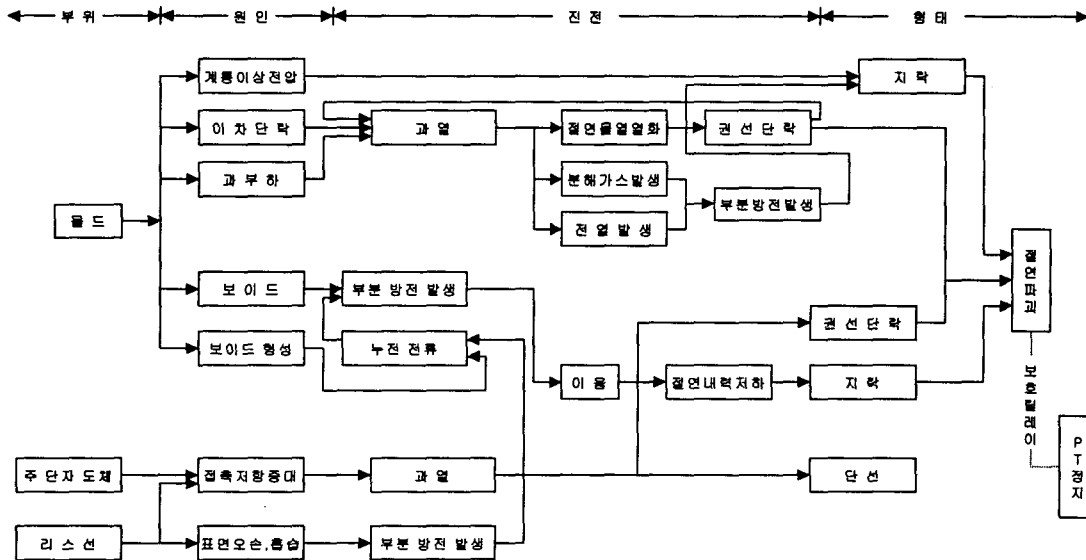 부 위
원 인
진 전
형 태
계통이상전압
지 락
이 차 단 락
과 열
절연물열열화
권 선 단 락
과 부 하
분해가스발생
부분방전발생
몰 드
전 열 발 생
절연파괴
보 이 드
부분 방전 발생
권 선 단 락
보이드 형성
누전 전류
이 용
절연내력저하
지 락
보호릴레이
PT정지
주 단자 도체
접촉저항증대
과 열
단 선
리 스 선
표면오손,흡습
부분 방전 발생